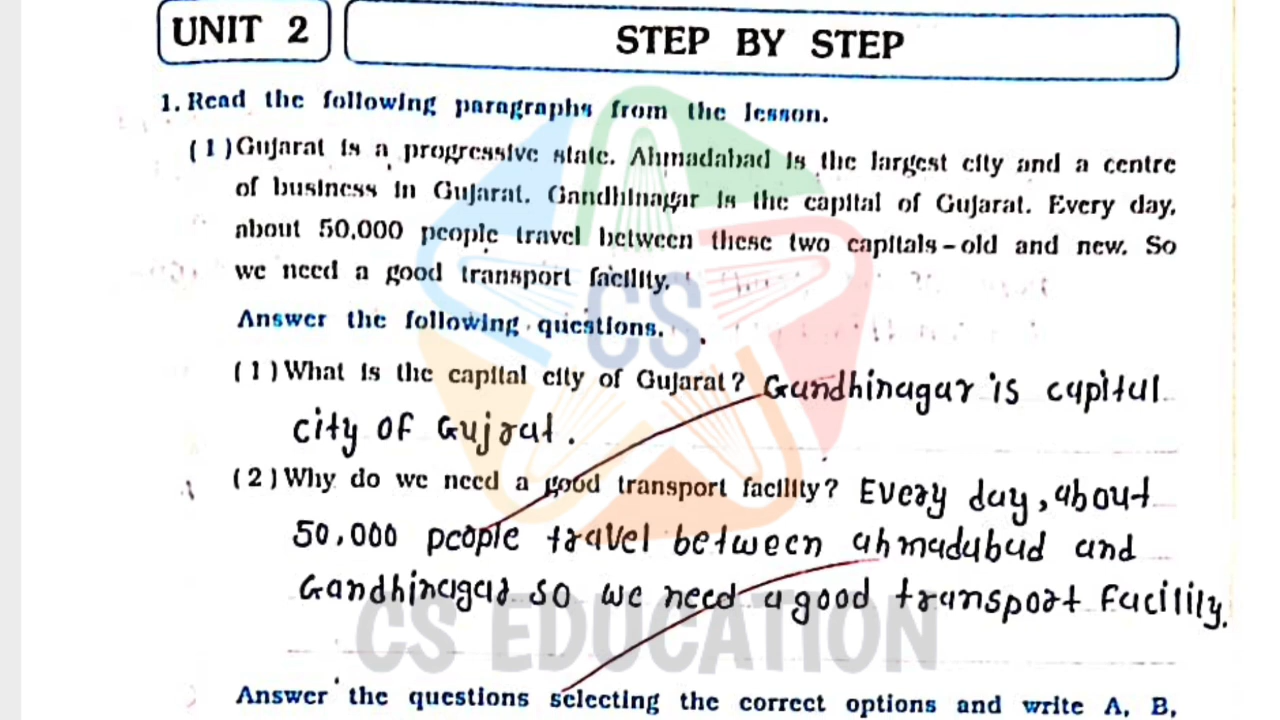 UNIT 2
STEP BY STEP
1. Read the following paragraphs from the lesson.
(1) Gujarat is a progressive state. Ahmadabad is the largest city and a centre
of business in Gujarat. Gandhinagar is the capital of Gujarat. Every day,
about 50,000 people travel between these two capitals – old and new. So
we need a good transport facility.
CS
Answer the following questions.
(1) What is the capital city of Gujarat? Gandhinagar is capital
city of Gujrat.
(2) Why do we need a good transport facility? Every day, about
50,000 people travel between ahmadabad and
Gandhinagar so we need a good transport Facilily.
CS EDUCATION
Answer the questions selecting the correct options and write A, B,